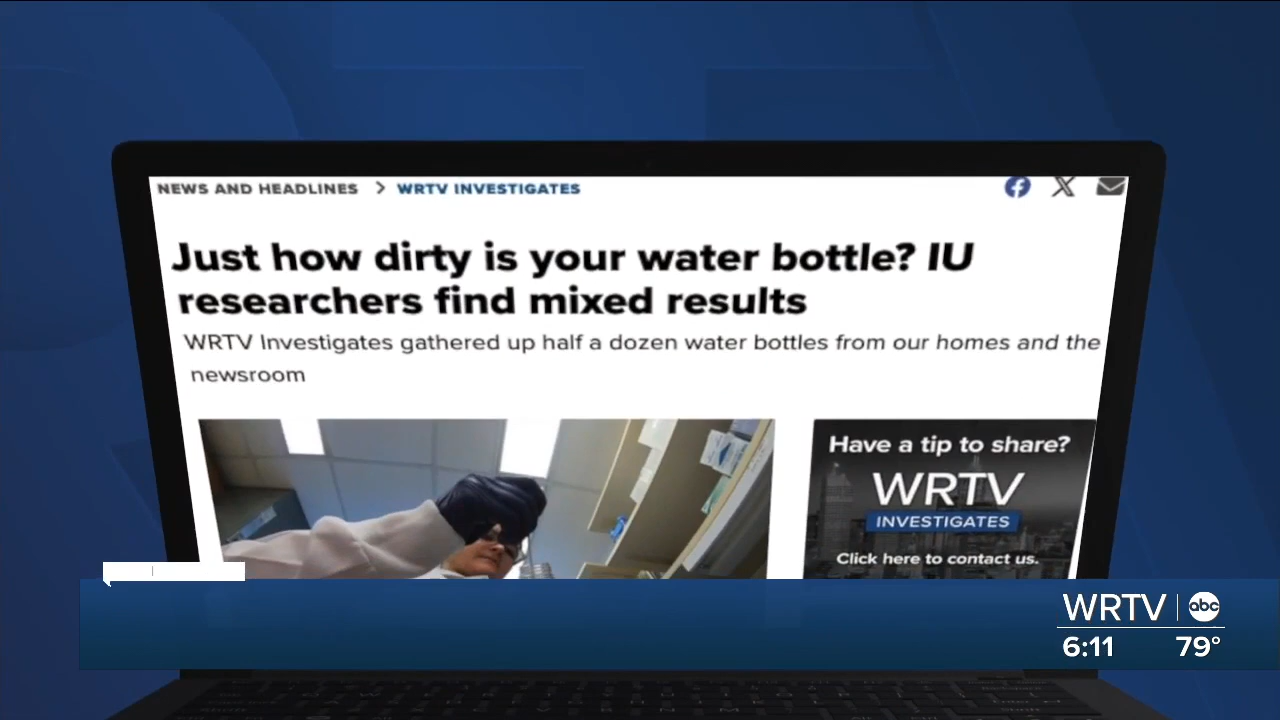 NEWS AND HEADLINES > WRTV INVESTIGATES
Just how dirty is your water bottle? IU
researchers find mixed results
WRTV Investigates gathered up half a dozen water bottles from our homes and the
newsroom
Have a tip to share?
WRTV
INVESTIGATES
Click here to contact us.
WRTV abc
6:11 79°